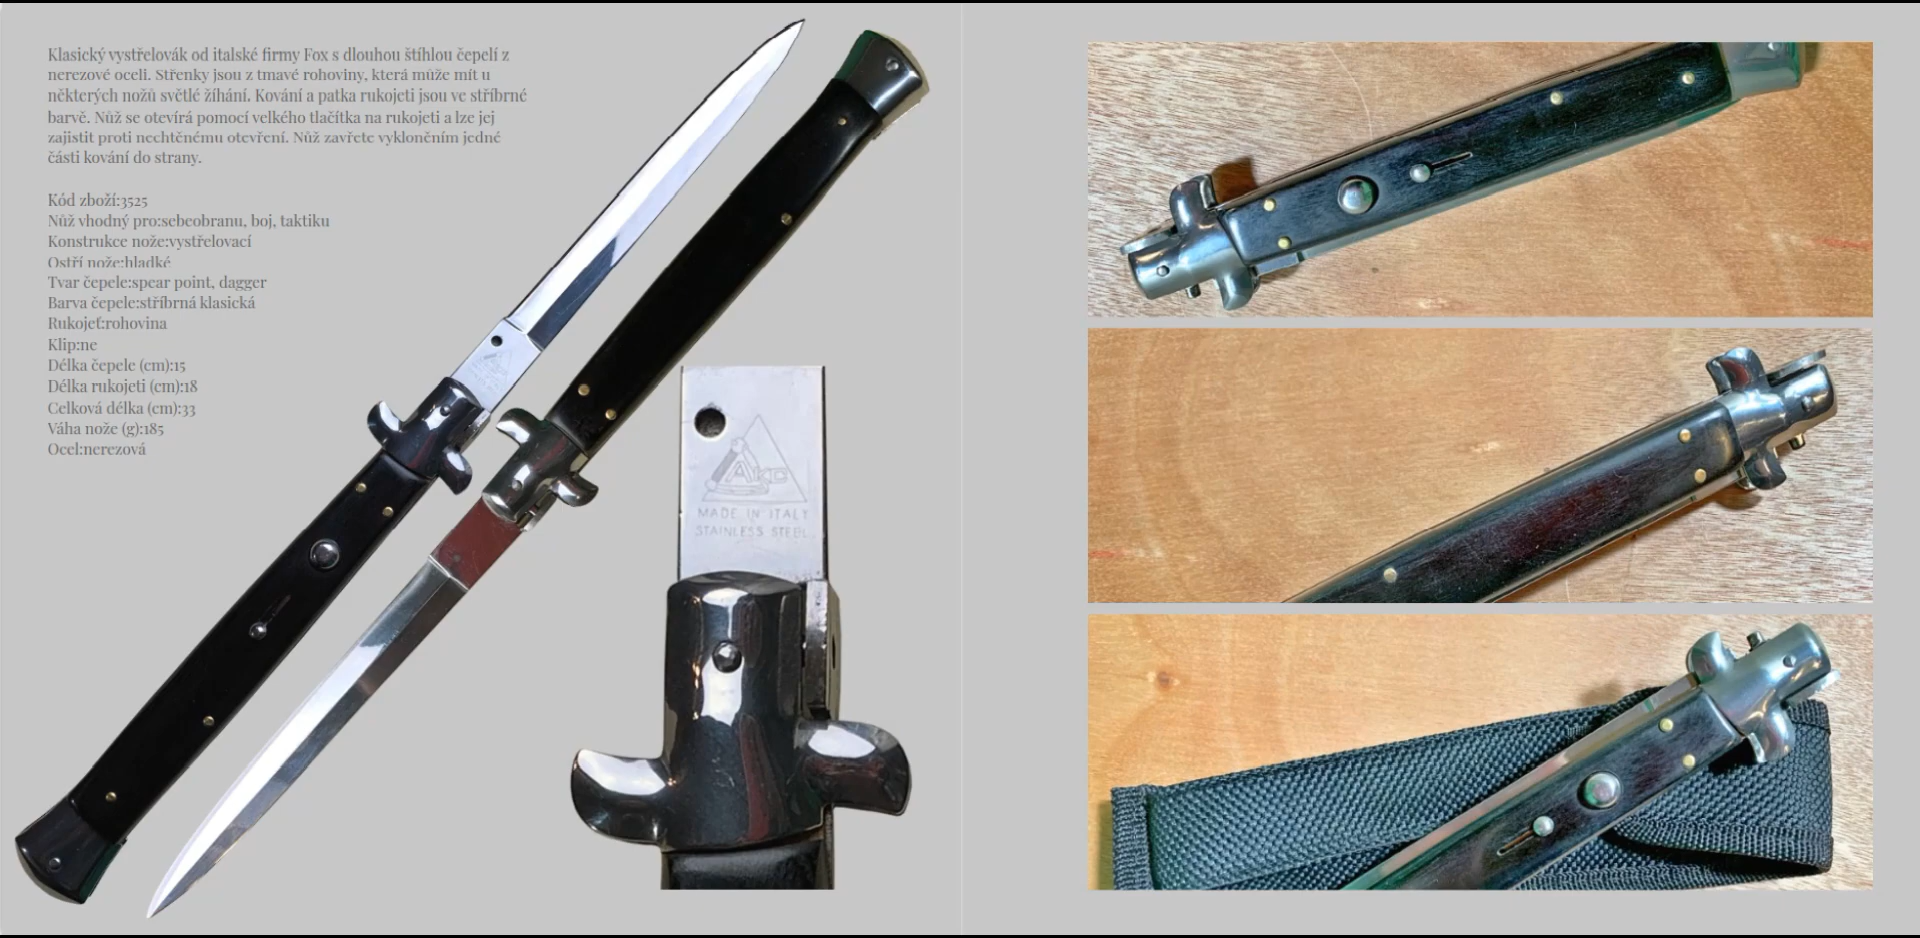 Klasický vystřelovák od italské firmy Fox s dlouhou štíhlou čepelí z
nerezové oceli. Střenky jsou z tmavé rohoviny, která může mít u
některých nožů světlé žíhání. Kování a patka rukojeti jsou ve stříbrné
barvě. Nůž se otevírá pomocí velkého tlačítka na rukojeti a lze jej
zajistit proti nechtěnému otevření. Nůž zavřete vykloněním jedné
části kování do strany.
Kód zboží:3525
Nůž vhodný pro:sebeobranu, boj, taktiku
Konstrukce nože:vystřelovací
Ostří nože:hladké
Tvar čepele:spear point, dagger
Barva čepele:stříbrná klasická
Rukojeť:rohovina
Klip:ne
Délka čepele (cm):15
Délka rukojeti (cm):18
Celková délka (cm):33
Váha nože (g):185
Ocel:nerezová
AKC
MADE IN ITALY
STAINLESS STEEL